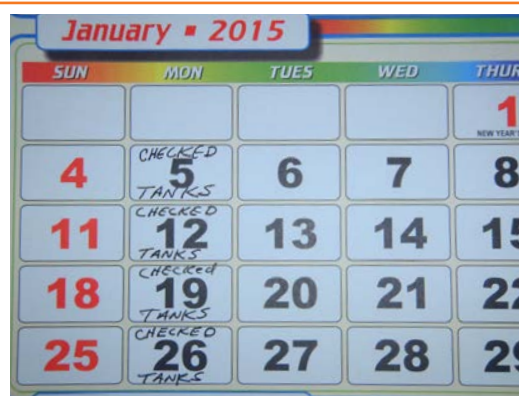 January ▪ 2015
SUN MON TUES WED THUR
1
NEW YEAR'S
CHECKED
4 5 6 7 8
TANKS
CHECKED
11 12 13 14 15
TANKS
CHECKED
18 19 20 21 22
TANKS
CHECKED
25 26 27 28 29
TANKS